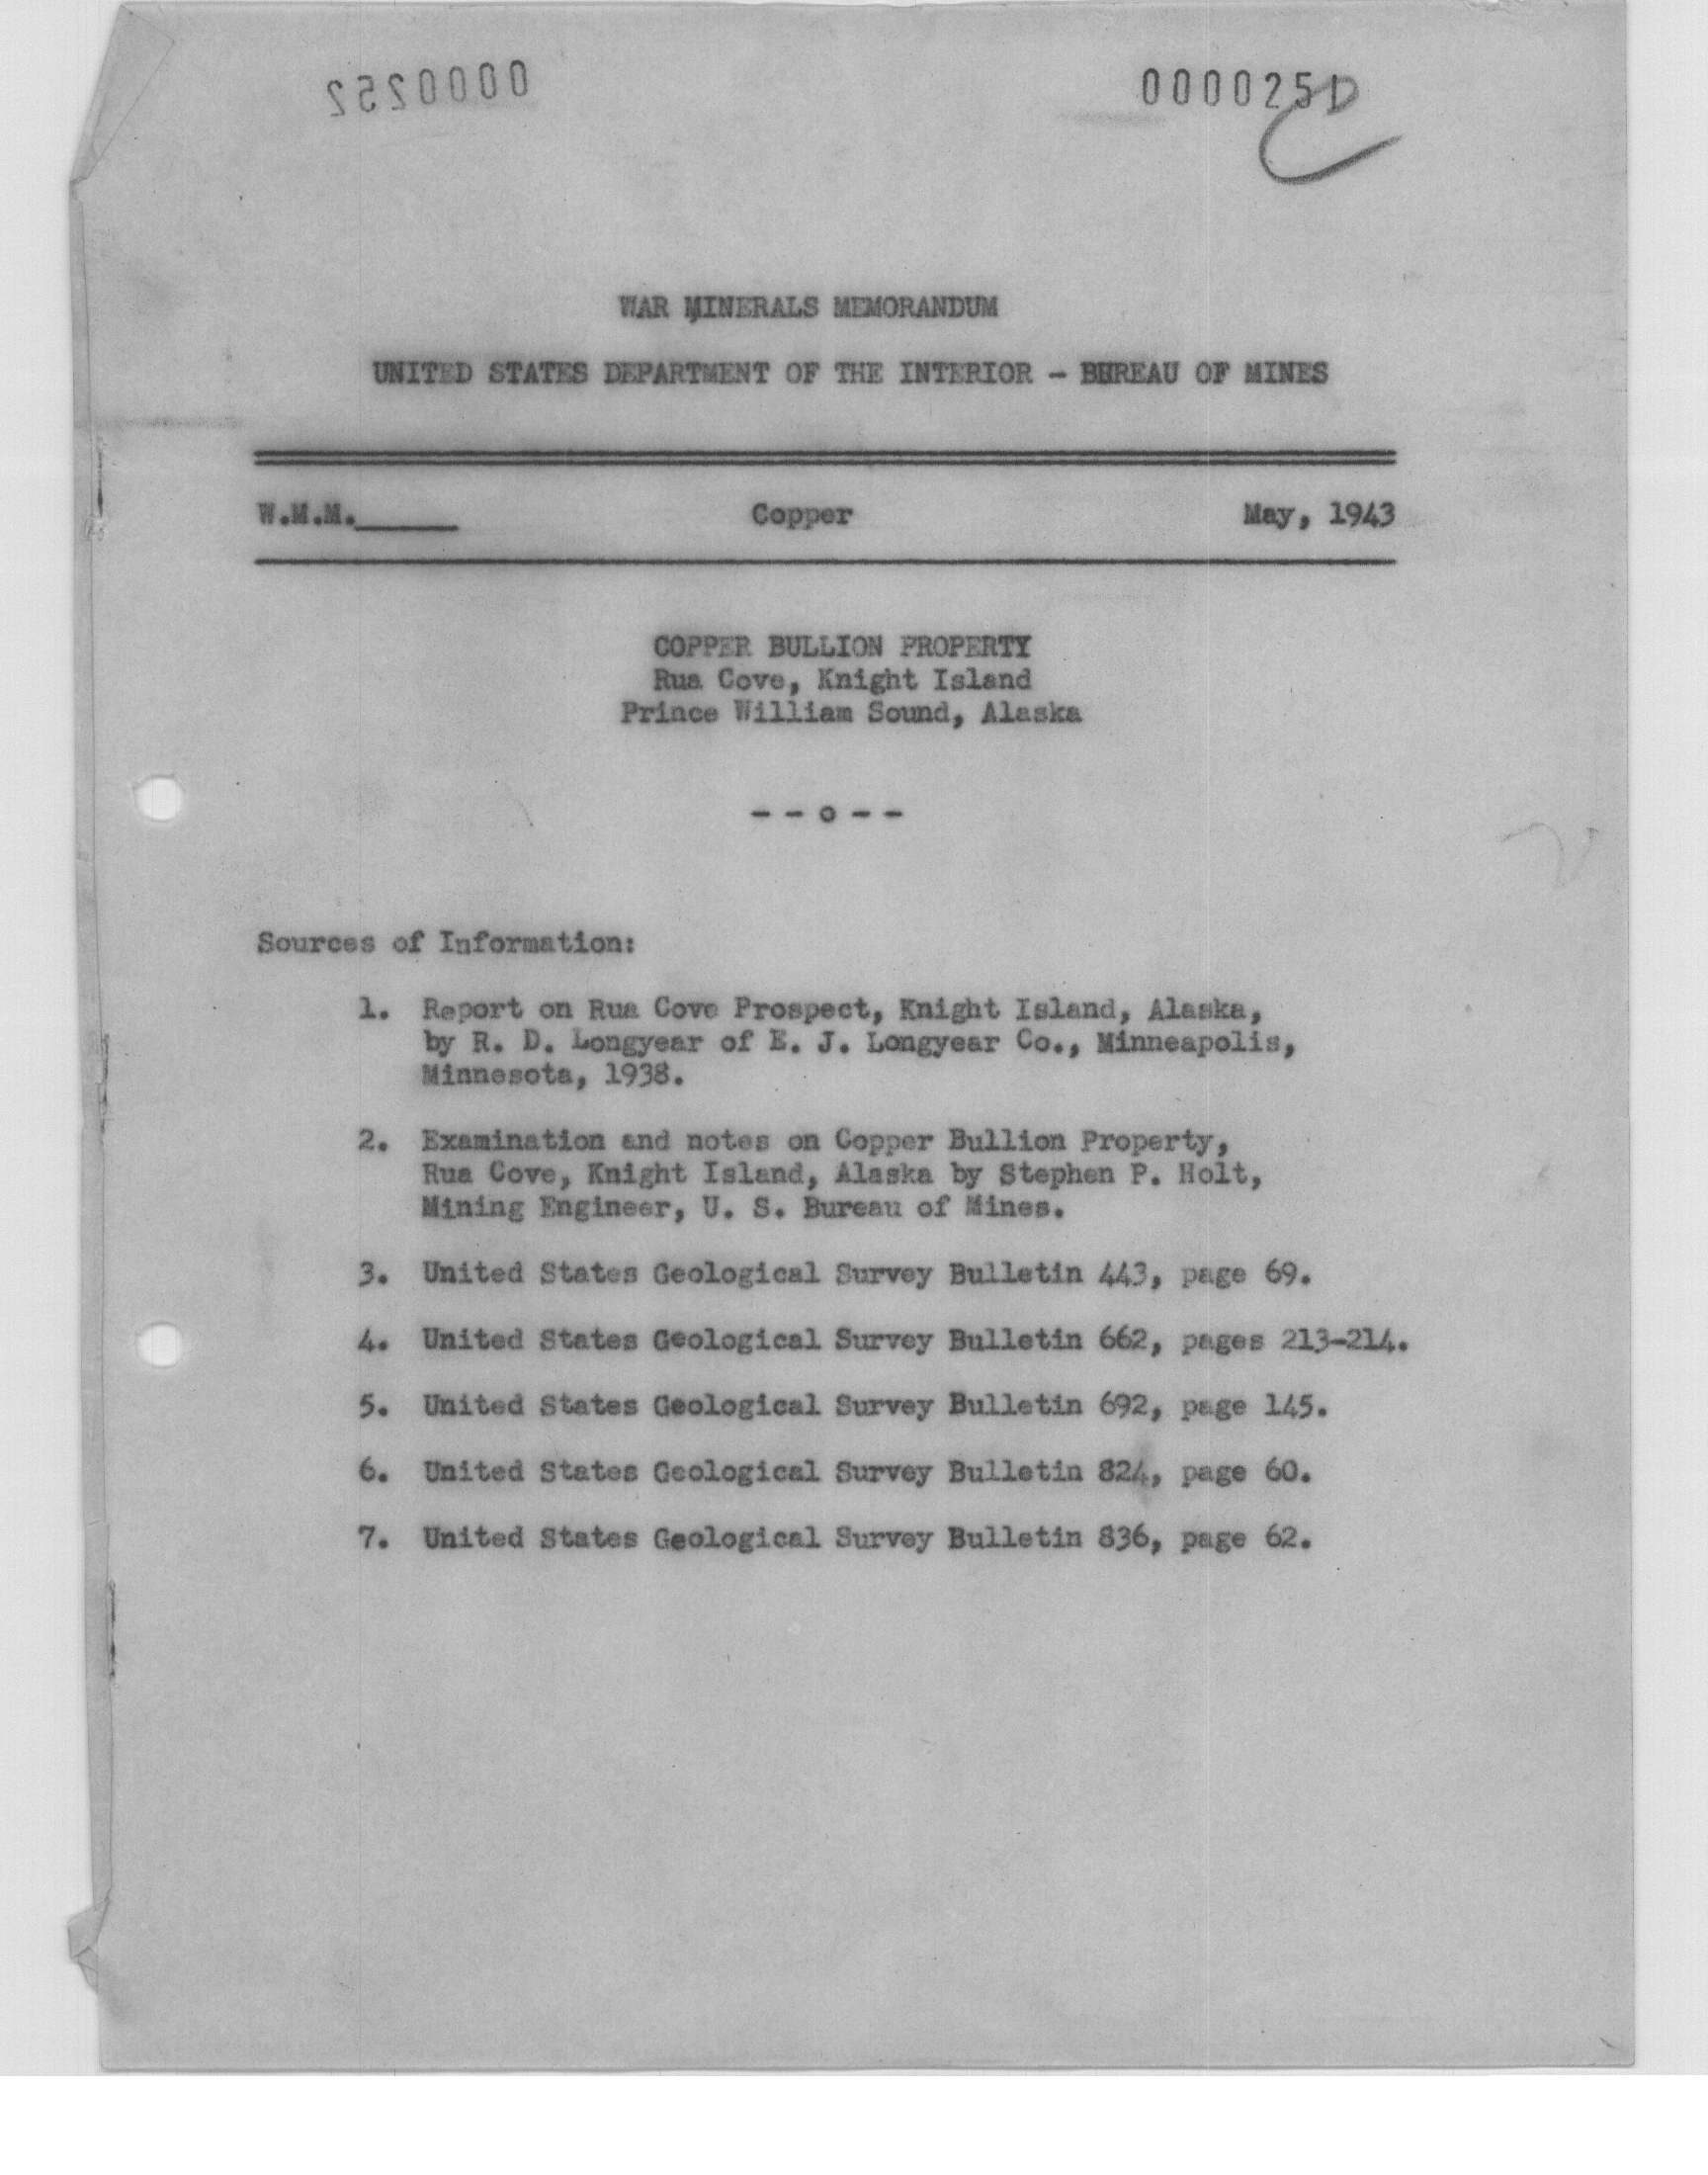 0000252
0000251
WAR MINERALS MEMORANDUM
UNITED STATES DEPARTMENT OF THE INTERIOR - BUREAU OF MINES
W.M.M.______ Copper May, 1943
COPPER BULLION PROPERTY
Rua Cove, Knight Island
Prince William Sound, Alaska
- - o - -
Sources of Information:
1. Report on Rua Cove Prospect, Knight Island, Alaska,
by R. D. Longyear of E. J. Longyear Co., Minneapolis,
Minnesota, 1938.
2. Examination and notes on Copper Bullion Property,
Rua Cove, Knight Island, Alaska by Stephen P. Holt,
Mining Engineer, U. S. Bureau of Mines.
3. United States Geological Survey Bulletin 443, page 69.
4. United States Geological Survey Bulletin 662, pages 213-214.
5. United States Geological Survey Bulletin 692, page 145.
6. United States Geological Survey Bulletin 824, page 60.
7. United States Geological Survey Bulletin 836, page 62.